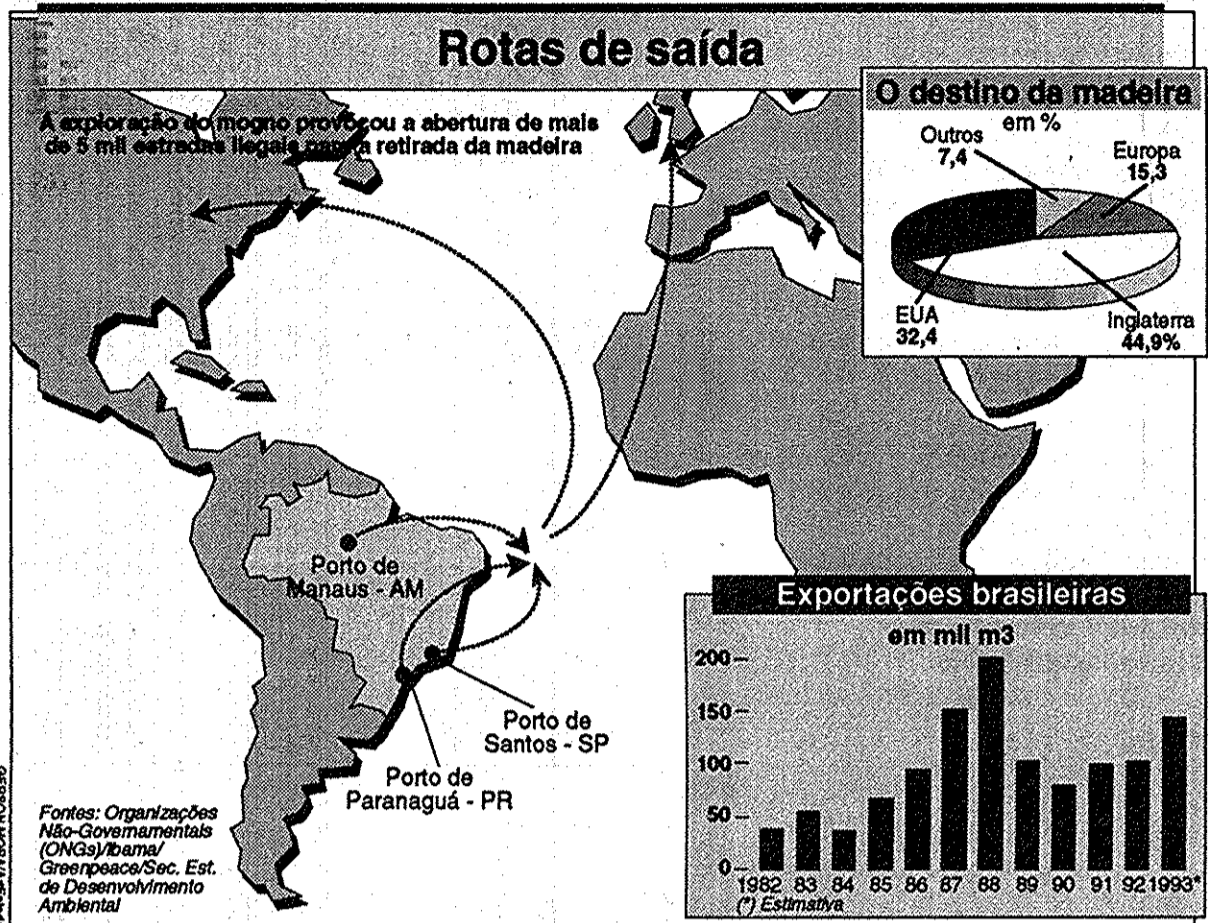 Rotas de saída
A exploração do mogno provocou a abertura de mais
de 5 mil estradas ilegais para a retirada da madeira
O destino da madeira
em %
Outros
7,4
Europa
15,3
EUA
32,4
Inglaterra
44,9%
Porto de
Manaus - AM
Porto de
Santos - SP
Porto de
Paranaguá - PR
Fontes: Organizações
Não-Governamentais
(ONGs)/Ibama/
Greenpeace/Sec. Est.
de Desenvolvimento
Ambiental
Exportações brasileiras
em mil m3
200
150
100
50
0
1982 83 84 85 86 87 88 89 90 91 92 1993*
(*) Estimativa